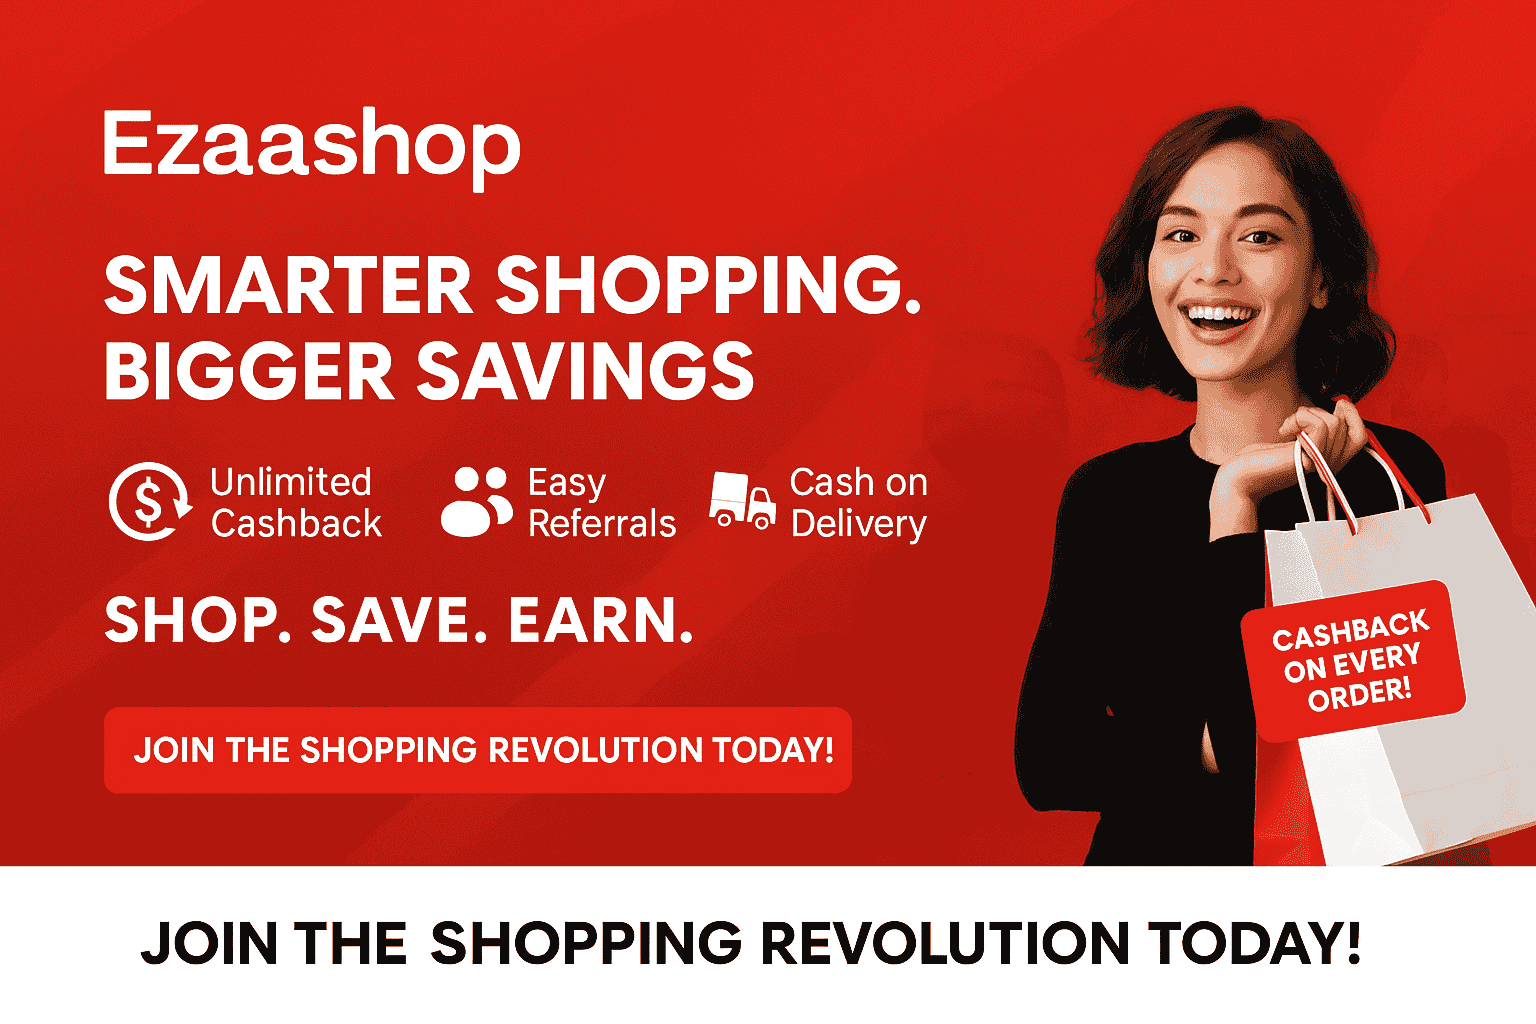 Ezaashop
SMARTER SHOPPING.
BIGGER SAVINGS
$
Unlimited
Cashback
Easy
Referrals
Cash on
Delivery
SHOP. SAVE. EARN.
JOIN THE SHOPPING REVOLUTION TODAY!
CASHBACK
ON EVERY
ORDER!
JOIN THE SHOPPING REVOLUTION TODAY!